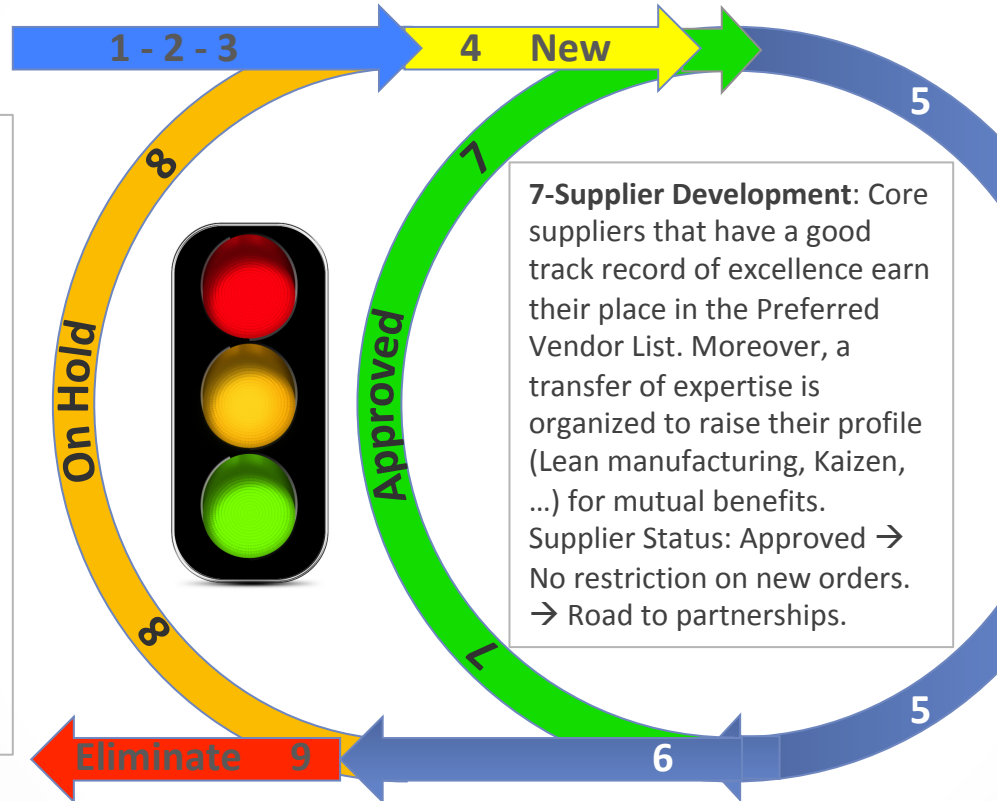 1 - 2 - 3
4 New
5
8
7
7-Supplier Development: Core
suppliers that have a good
track record of excellence earn
their place in the Preferred
Vendor List. Moreover, a
transfer of expertise is
organized to raise their profile
(Lean manufacturing, Kaizen,
…) for mutual benefits.
Supplier Status: Approved →
No restriction on new orders.
→ Road to partnerships.
On Hold
Approved
8
7
5
Eliminate 9
6